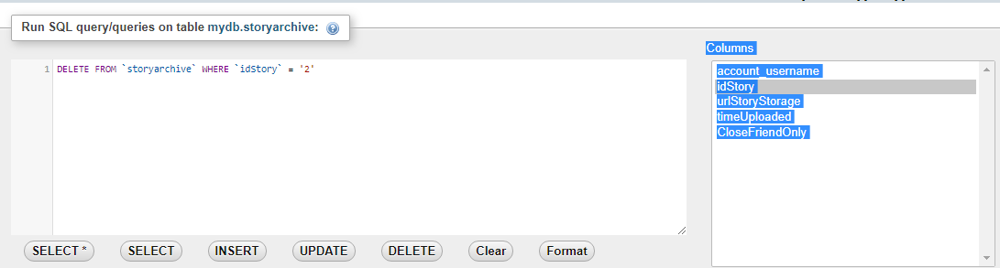 Run SQL query/queries on table mydb.storyarchive:
Columns
1 DELETE FROM `storyarchive` WHERE `idStory` = '2'
account_username
idStory
urlStoryStorage
timeUploaded
CloseFriendOnly
SELECT * SELECT INSERT UPDATE DELETE Clear Format